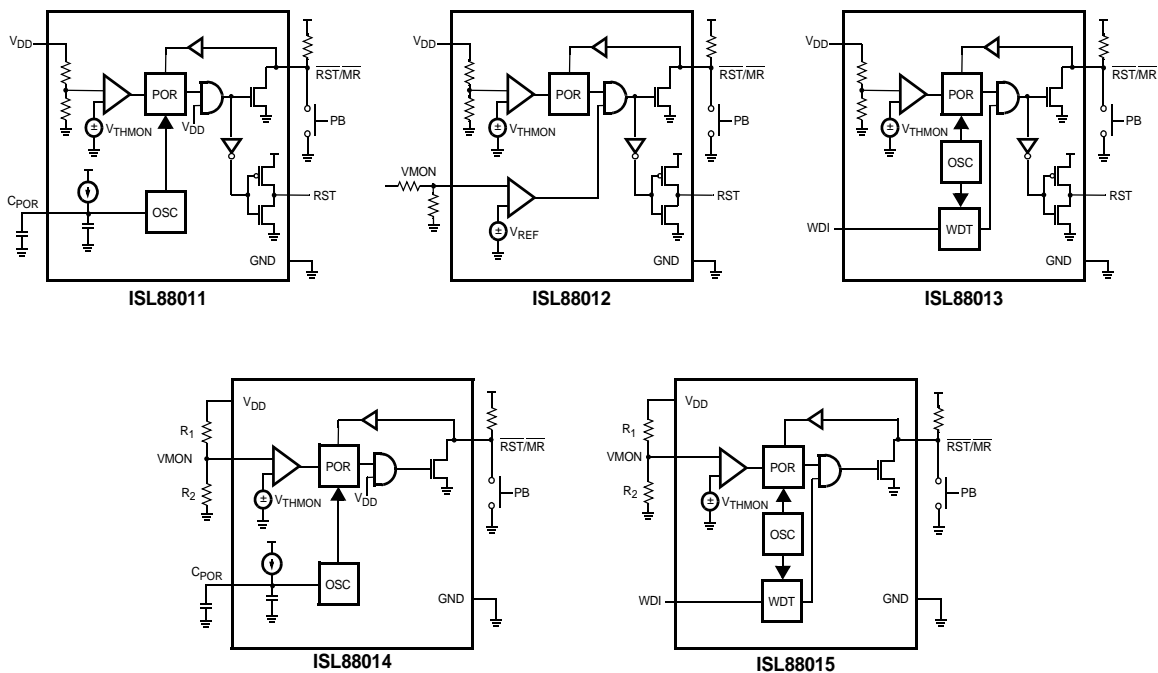 VDD
RST/MR
POR
VTHMON
VDD
PB
CPOR
OSC
RST
GND
ISL88011
VDD
RST/MR
POR
VTHMON
PB
VMON
RST
VREF
GND
ISL88012
VDD
RST/MR
POR
VTHMON
PB
OSC
RST
WDI
WDT
GND
ISL88013
VDD
R1
RST/MR
VMON
POR
R2
VTHMON
VDD
PB
CPOR
OSC
GND
ISL88014
VDD
R1
RST/MR
VMON
POR
R2
VTHMON
PB
OSC
WDI
WDT
GND
ISL88015